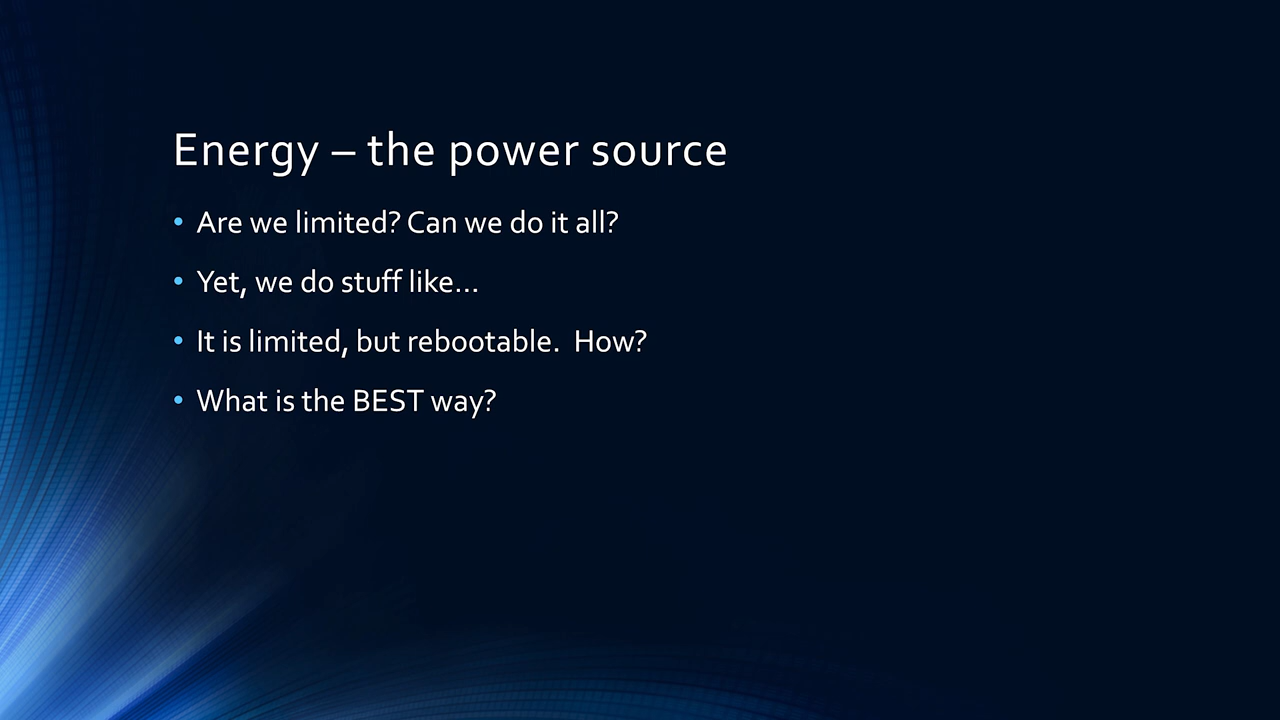 Energy – the power source
• Are we limited? Can we do it all?
• Yet, we do stuff like…
• It is limited, but rebootable.  How?
• What is the BEST way?